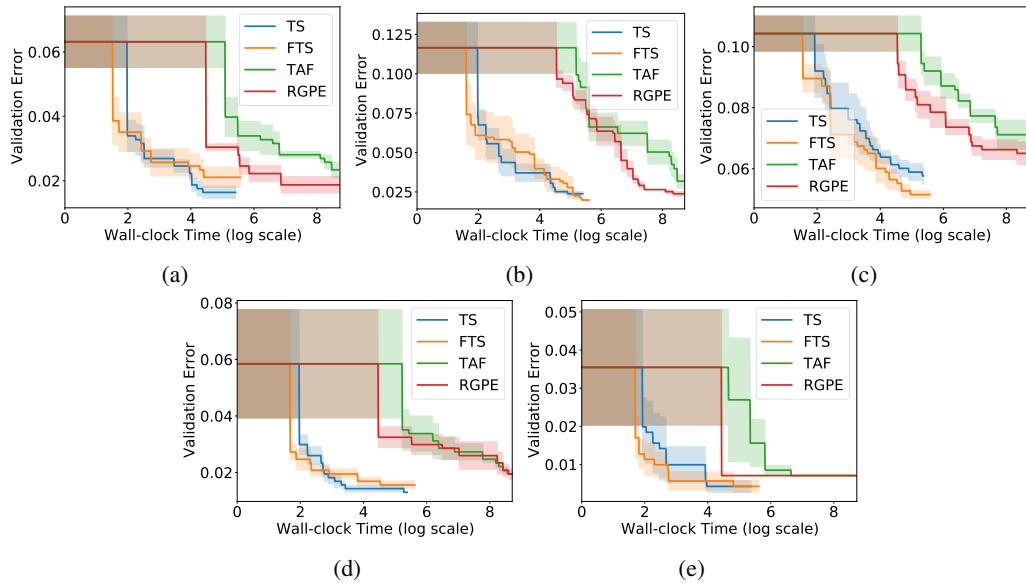 Validation Error
0.06
0.04
0.02
TS
FTS
TAF
RGPE
0 2 4 6 8
Wall-clock Time (log scale)
(a)
Validation Error
0.125
0.100
0.075
0.050
0.025
TS
FTS
TAF
RGPE
0 2 4 6 8
Wall-clock Time (log scale)
(b)
Validation Error
0.10
0.08
0.06
TS
FTS
TAF
RGPE
0 2 4 6 8
Wall-clock Time (log scale)
(c)
Validation Error
0.08
0.06
0.04
0.02
TS
FTS
TAF
RGPE
0 2 4 6 8
Wall-clock Time (log scale)
(d)
Validation Error
0.05
0.04
0.03
0.02
0.01
TS
FTS
TAF
RGPE
0 2 4 6 8
Wall-clock Time (log scale)
(e)